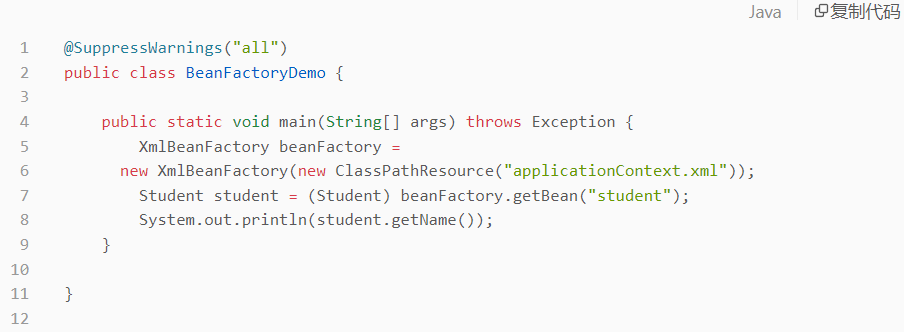 Java 复制代码
1 @SuppressWarnings("all")
2 public class BeanFactoryDemo {
3
4 public static void main(String[] args) throws Exception {
5 XmlBeanFactory beanFactory =
6 new XmlBeanFactory(new ClassPathResource("applicationContext.xml"));
7 Student student = (Student) beanFactory.getBean("student");
8 System.out.println(student.getName());
9 }
10
11 }
12